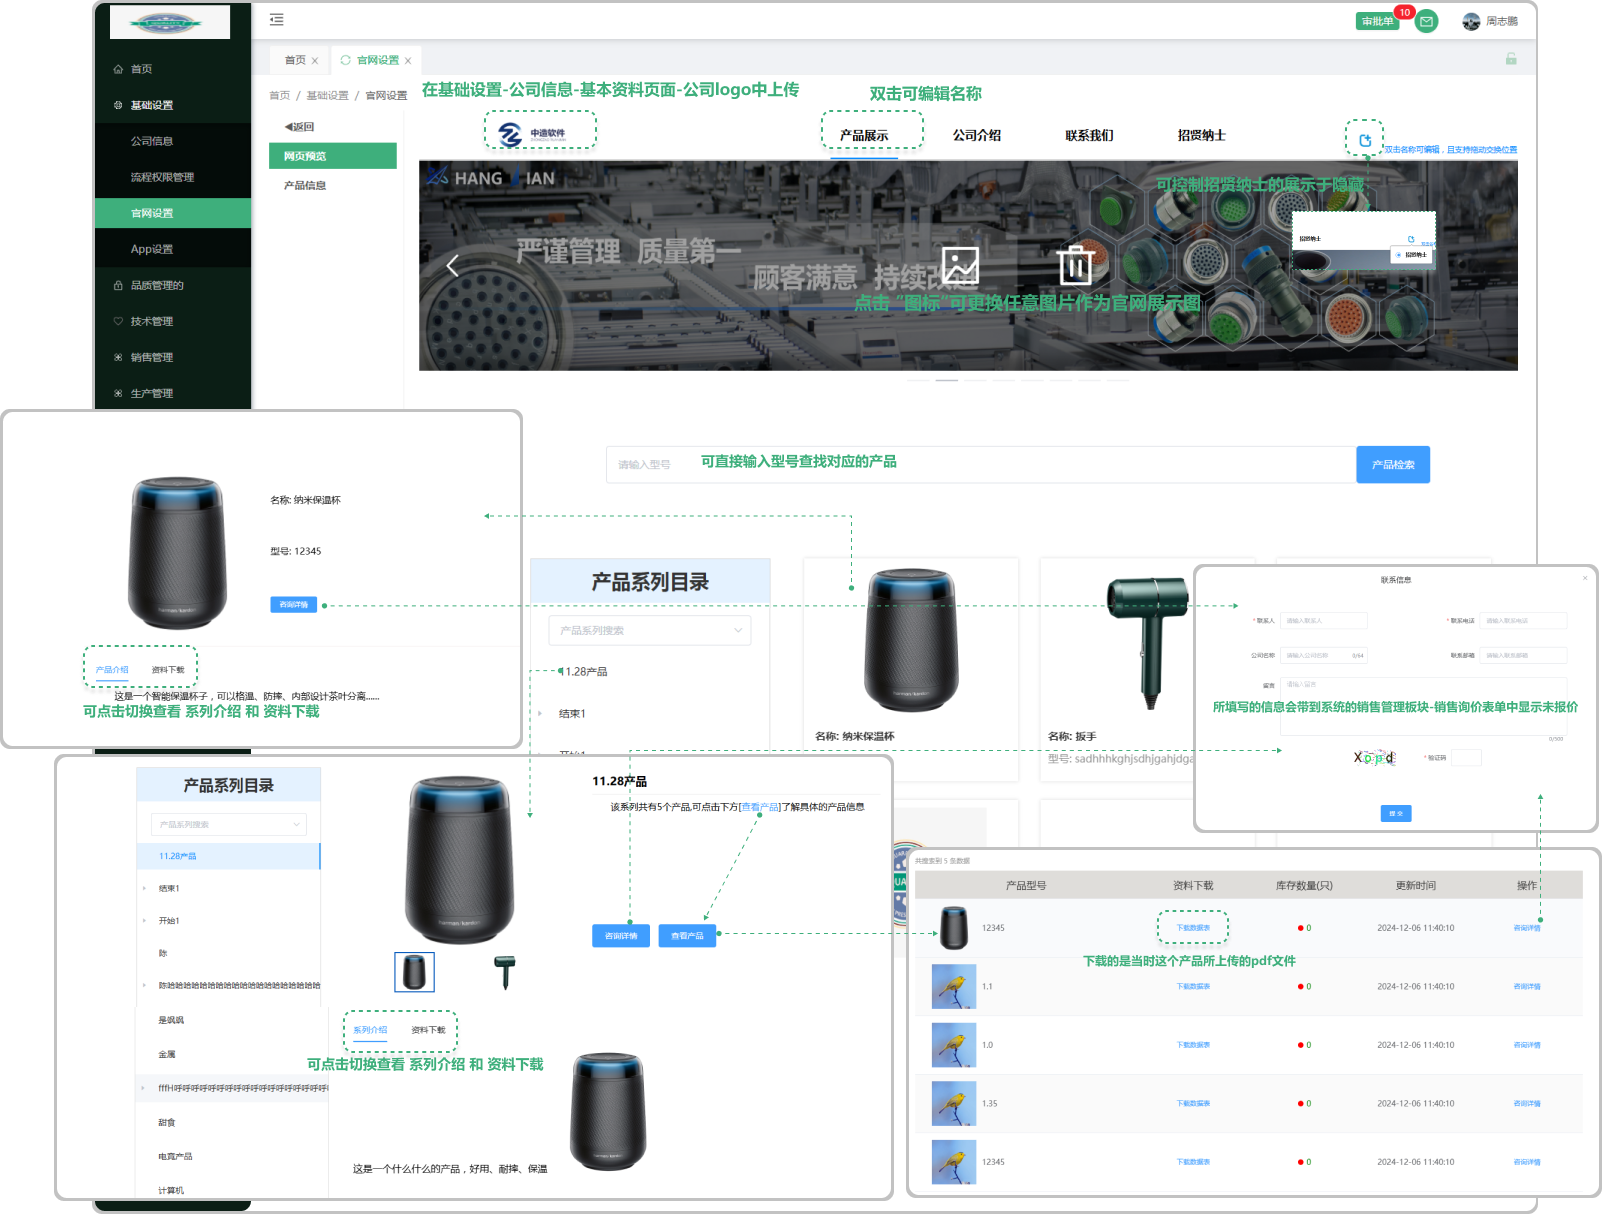 审批单
10
周志鹏
首页
基础设置
公司信息
流程权限管理
官网设置
App设置
品质管理的
技术管理
销售管理
生产管理
首页 x
官网设置 x
首页 / 基础设置 / 官网设置
在基础设置-公司信息-基本资料页面-公司logo中上传
双击可编辑名称
返回
网页预览
产品信息
中造软件
产品展示
公司介绍
联系我们
招贤纳士
双击名称可编辑，且支持拖动交换位置
可控制招贤纳士的展示于隐藏
HANG IAN
严谨管理 质量第一
顾客满意 持续改进
招贤纳士
招贤纳士
点击 “图标”可更换任意图片作为官网展示图
请输入型号
可直接输入型号查找对应的产品
产品检索
名称: 纳米保温杯
型号: 12345
harman/kardon
咨询详情
产品介绍
资料下载
这是一个智能保温杯子，可以格温、防摔、内部设计茶叶分离......
可点击切换查看 系列介绍 和 资料下载
产品系列目录
产品系列搜索
11.28产品
结束1
开始1
harman/kardon
名称: 纳米保温杯
名称: 扳手
型号: sadhhhkghjsdhjgahjdga
联系信息
* 联系人
请输入联系人
* 联系电话
请输入联系电话
公司名称
请输入公司名称
0/64
联系邮箱
请输入联系邮箱
留言
请输入留言
所填写的信息会带到系统的销售管理板块-销售询价表单中显示未报价
0/500
Xppd
* 验证码
提交
产品系列目录
产品系列搜索
11.28产品
结束1
开始1
陈
陈哈哈哈哈哈哈哈哈哈哈哈哈哈哈哈哈哈哈哈
是飒飒
金属
fffH呼呼呼呼呼呼呼呼呼呼呼呼呼呼呼呼呼呼
甜食
电竞产品
计算机
harman/kardon
11.28产品
该系列共有5个产品,可点击下方[查看产品]了解具体的产品信息
咨询详情
查看产品
系列介绍
资料下载
可点击切换查看 系列介绍 和 资料下载
这是一个什么什么的产品，好用、耐摔、保温
共搜索到 5 条数据
产品型号 资料下载 库存数量(只) 更新时间 操作
12345 下载数据表 0 2024-12-06 11:40:10 咨询详情
下载的是当时这个产品所上传的pdf文件
1.1 下载数据表 0 2024-12-06 11:40:10 咨询详情
1.0 下载数据表 0 2024-12-06 11:40:10 咨询详情
1.35 下载数据表 0 2024-12-06 11:40:10 咨询详情
12345 下载数据表 0 2024-12-06 11:40:10 咨询详情